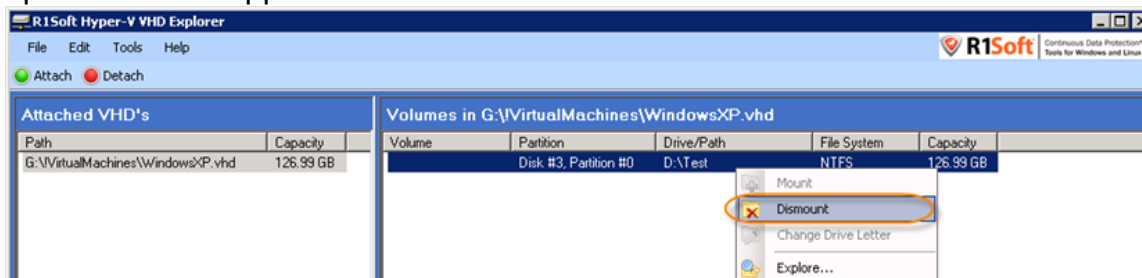 R1Soft Hyper-V VHD Explorer
File Edit Tools Help
R1Soft Continuous Data Protection®
Tools for Windows and Linux
Attach Detach
Attached VHD's
Volumes in G:\!VirtualMachines\WindowsXP.vhd
Path Capacity
Volume Partition Drive/Path File System Capacity
G:\!VirtualMachines\WindowsXP.vhd 126.99 GB
Disk #3, Partition #0 D:\Test NTFS 126.99 GB
Mount
Dismount
Change Drive Letter
Explore...